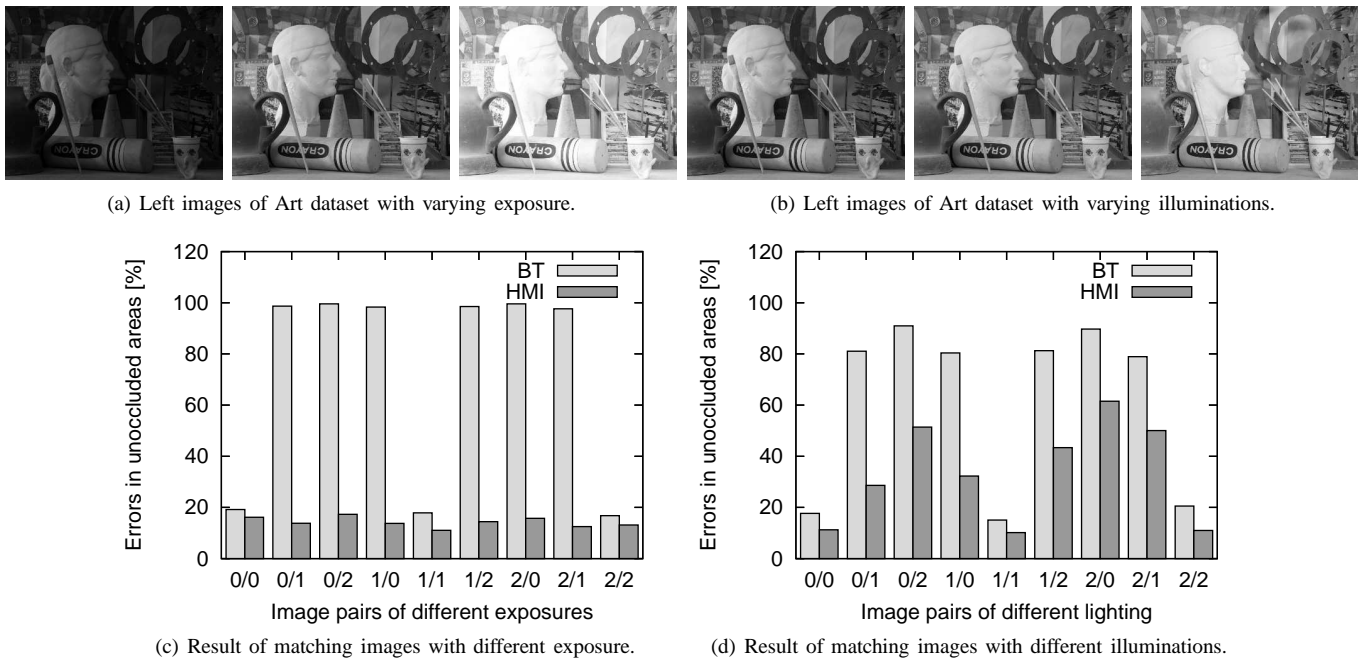 CRAYON
CRAYON
CRAYON
CRAYON
CRAYON
CRAYON
(a) Left images of Art dataset with varying exposure.
(b) Left images of Art dataset with varying illuminations.
Errors in unoccluded areas [%]
120
100
80
60
40
20
0
BT
HMI
0/0 0/1 0/2 1/0 1/1 1/2 2/0 2/1 2/2
Image pairs of different exposures
(c) Result of matching images with different exposure.
Errors in unoccluded areas [%]
120
100
80
60
40
20
0
BT
HMI
0/0 0/1 0/2 1/0 1/1 1/2 2/0 2/1 2/2
Image pairs of different lighting
(d) Result of matching images with different illuminations.